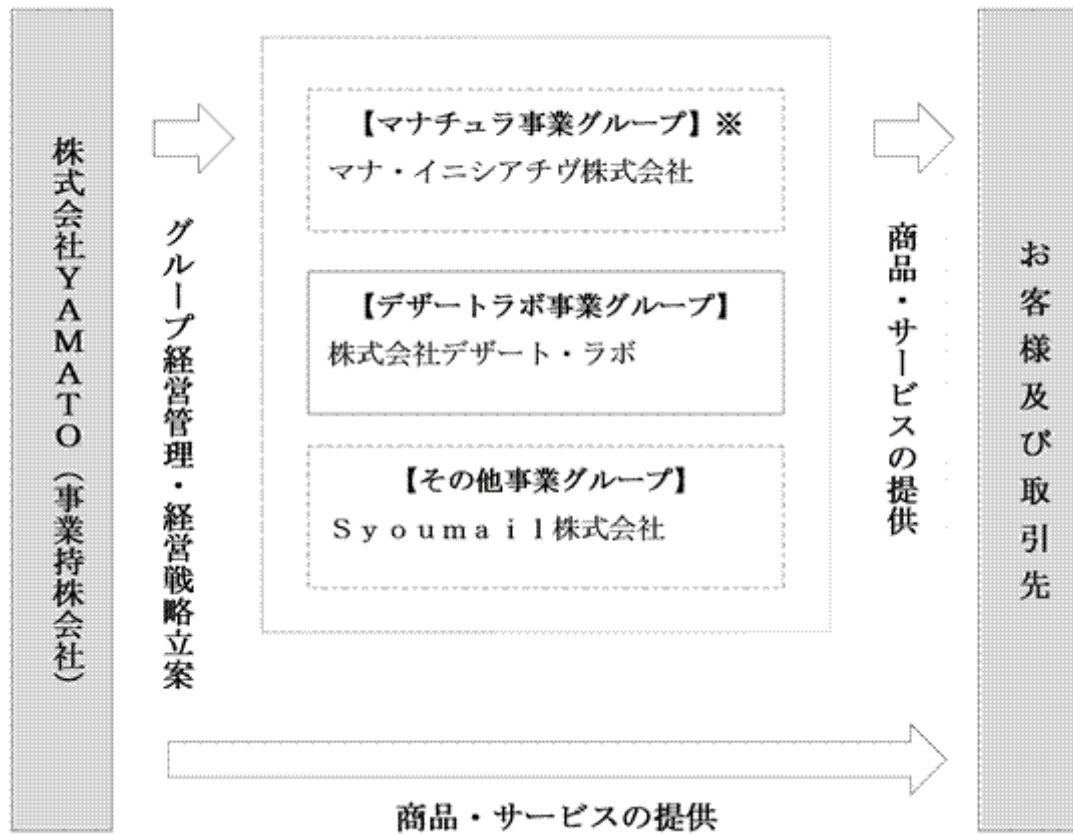 株式会社YAMATO（事業持株会社）
グループ経営管理・経営戦略立案
【マナチュラ事業グループ】※
マナ・イニシアチヴ株式会社
【デザートラボ事業グループ】
株式会社デザート・ラボ
【その他事業グループ】
Ｓｙｏｕｍａｉｌ株式会社
商品・サービスの提供
お客様及び取引先
商品・サービスの提供